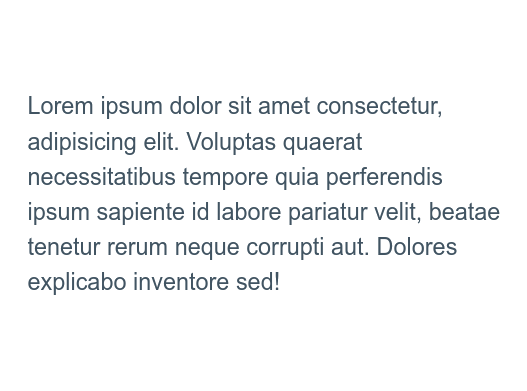 Lorem ipsum dolor sit amet consectetur,
adipisicing elit. Voluptas quaerat
necessitatibus tempore quia perferendis
ipsum sapiente id labore pariatur velit, beatae
tenetur rerum neque corrupti aut. Dolores
explicabo inventore sed!